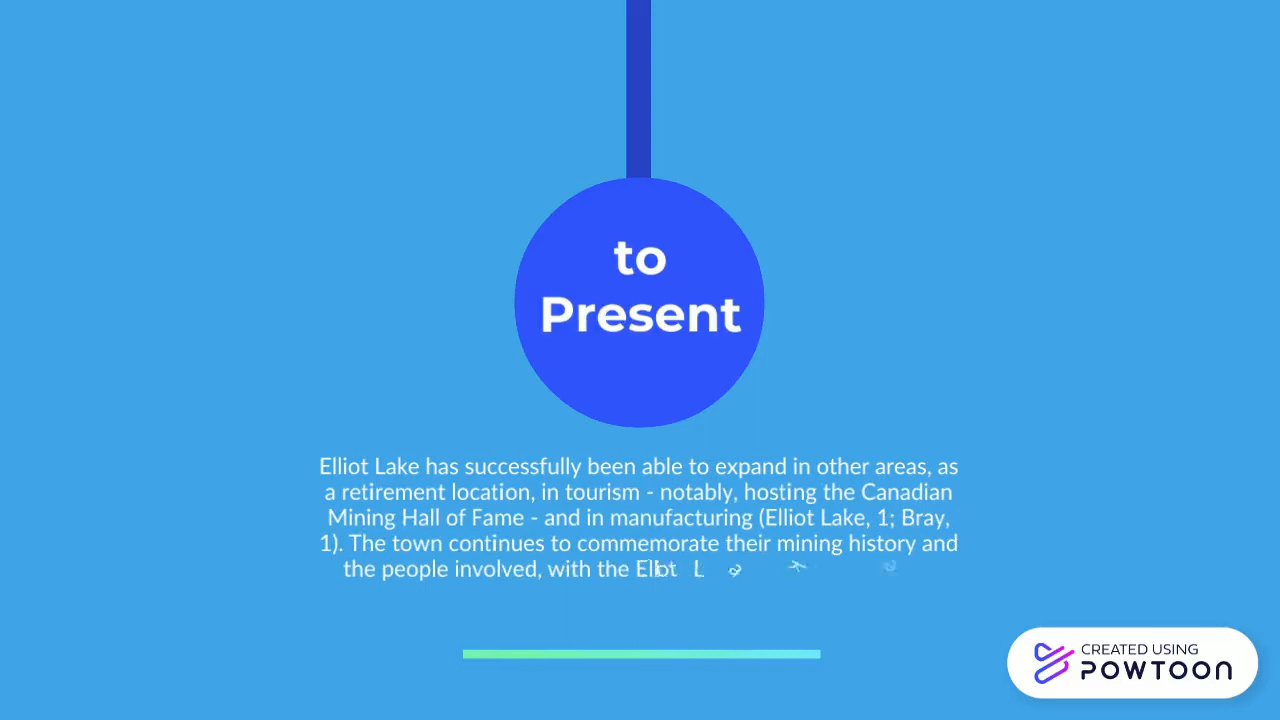 to
Present
Elliot Lake has successfully been able to expand in other areas, as
a retirement location, in tourism - notably, hosting the Canadian
Mining Hall of Fame - and in manufacturing (Elliot Lake, 1; Bray,
1). The town continues to commemorate their mining history and
the people involved, with the
CREATED USING
POWTOON